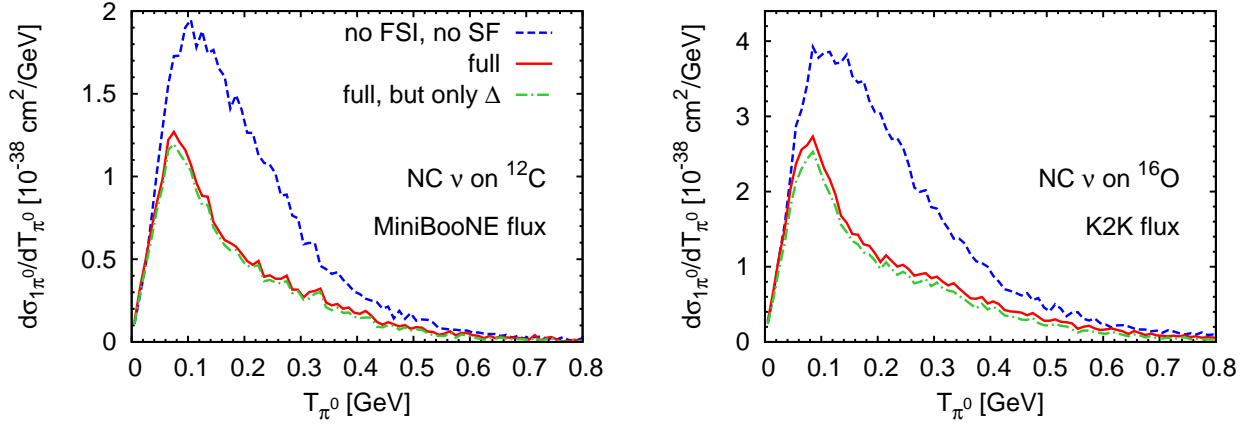 dσ₁π⁰/dTπ⁰ [10⁻³⁸ cm²/GeV]
2
1.5
1
0.5
0
no FSI, no SF
full
full, but only Δ
NC ν on ¹²C
MiniBooNE flux
0 0.1 0.2 0.3 0.4 0.5 0.6 0.7 0.8
Tπ⁰ [GeV]
dσ₁π⁰/dTπ⁰ [10⁻³⁸ cm²/GeV]
4
3
2
1
0
NC ν on ¹⁶O
K2K flux
0 0.1 0.2 0.3 0.4 0.5 0.6 0.7 0.8
Tπ⁰ [GeV]